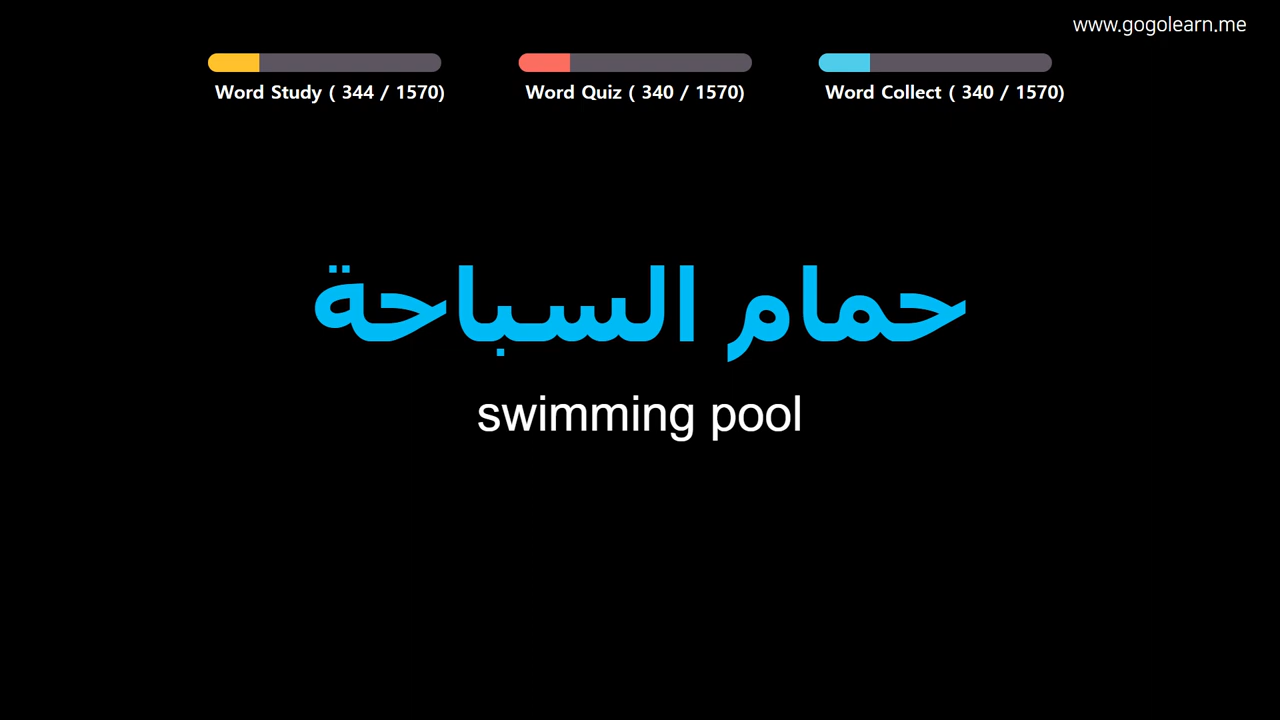 www.gogolearn.me
Word Study ( 344 / 1570)
Word Quiz ( 340 / 1570)
Word Collect ( 340 / 1570)
حمام السباحة
swimming pool